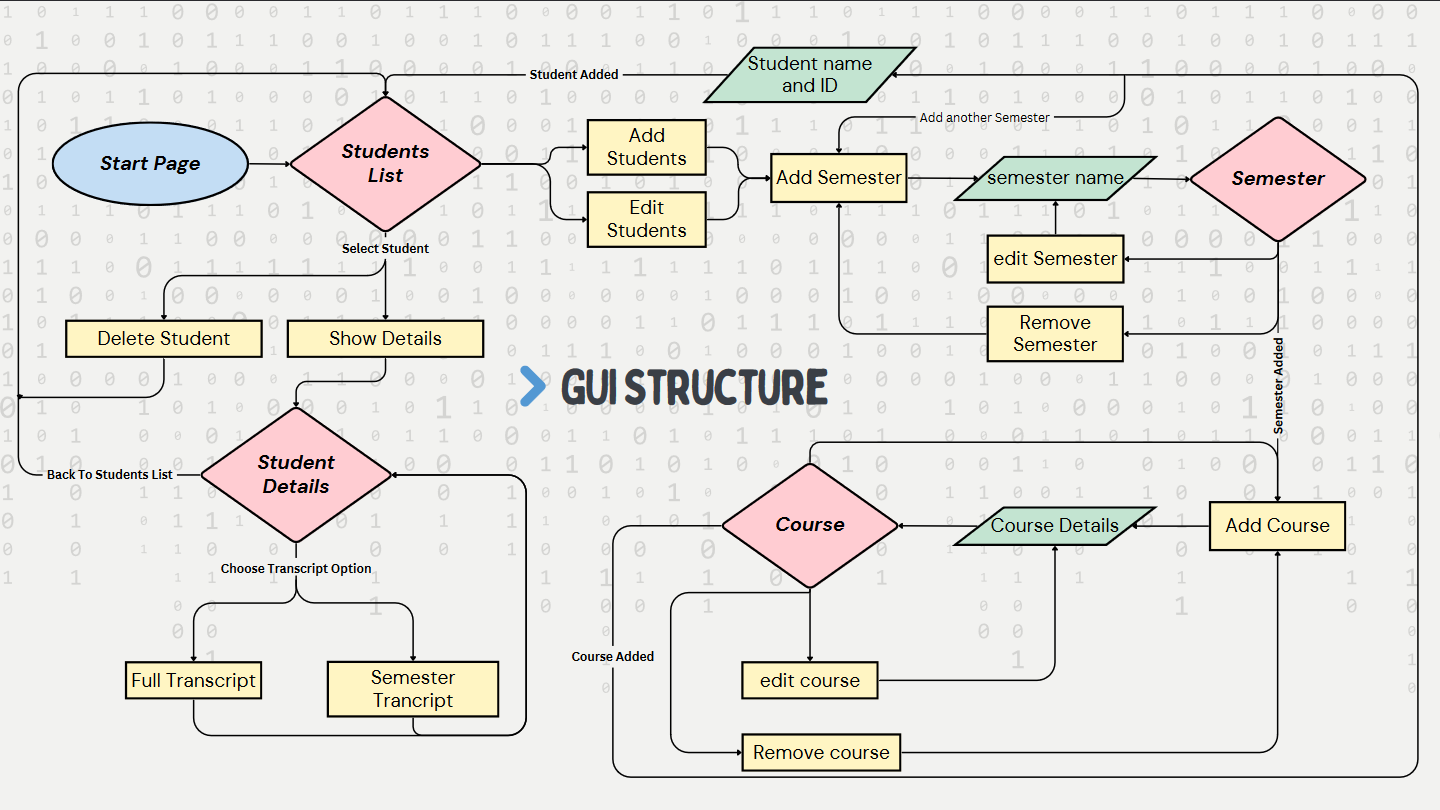 Student Added
Student name
and ID
Add another Semester
Start Page
Students
List
Add
Students
Edit
Students
Add Semester
semester name
Semester
edit Semester
Remove
Semester
Select Student
Delete Student
Show Details
GUI STRUCTURE
Semester Added
Back To Students List
Student
Details
Course
Course Details
Add Course
Choose Transcript Option
Course Added
Full Transcript
Semester
Trancript
edit course
Remove course